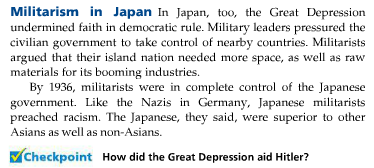 Militarism in Japan In Japan, too, the Great Depression
undermined faith in democratic rule. Military leaders pressured the
civilian government to take control of nearby countries. Militarists
argued that their island nation needed more space, as well as raw
materials for its booming industries.
By 1936, militarists were in complete control of the Japanese
government. Like the Nazis in Germany, Japanese militarists
preached racism. The Japanese, they said, were superior to other
Asians as well as non-Asians.
Checkpoint How did the Great Depression aid Hitler?